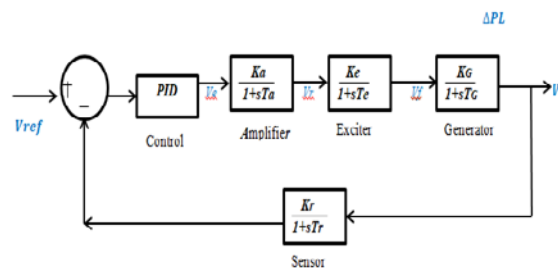 ΔPL
+
−
Vref
PID
Control
Ka
1+sTa
Amplifier
Ke
1+sTe
Exciter
Vf
KG
1+sTG
Generator
V
Kr
1+sTr
Sensor